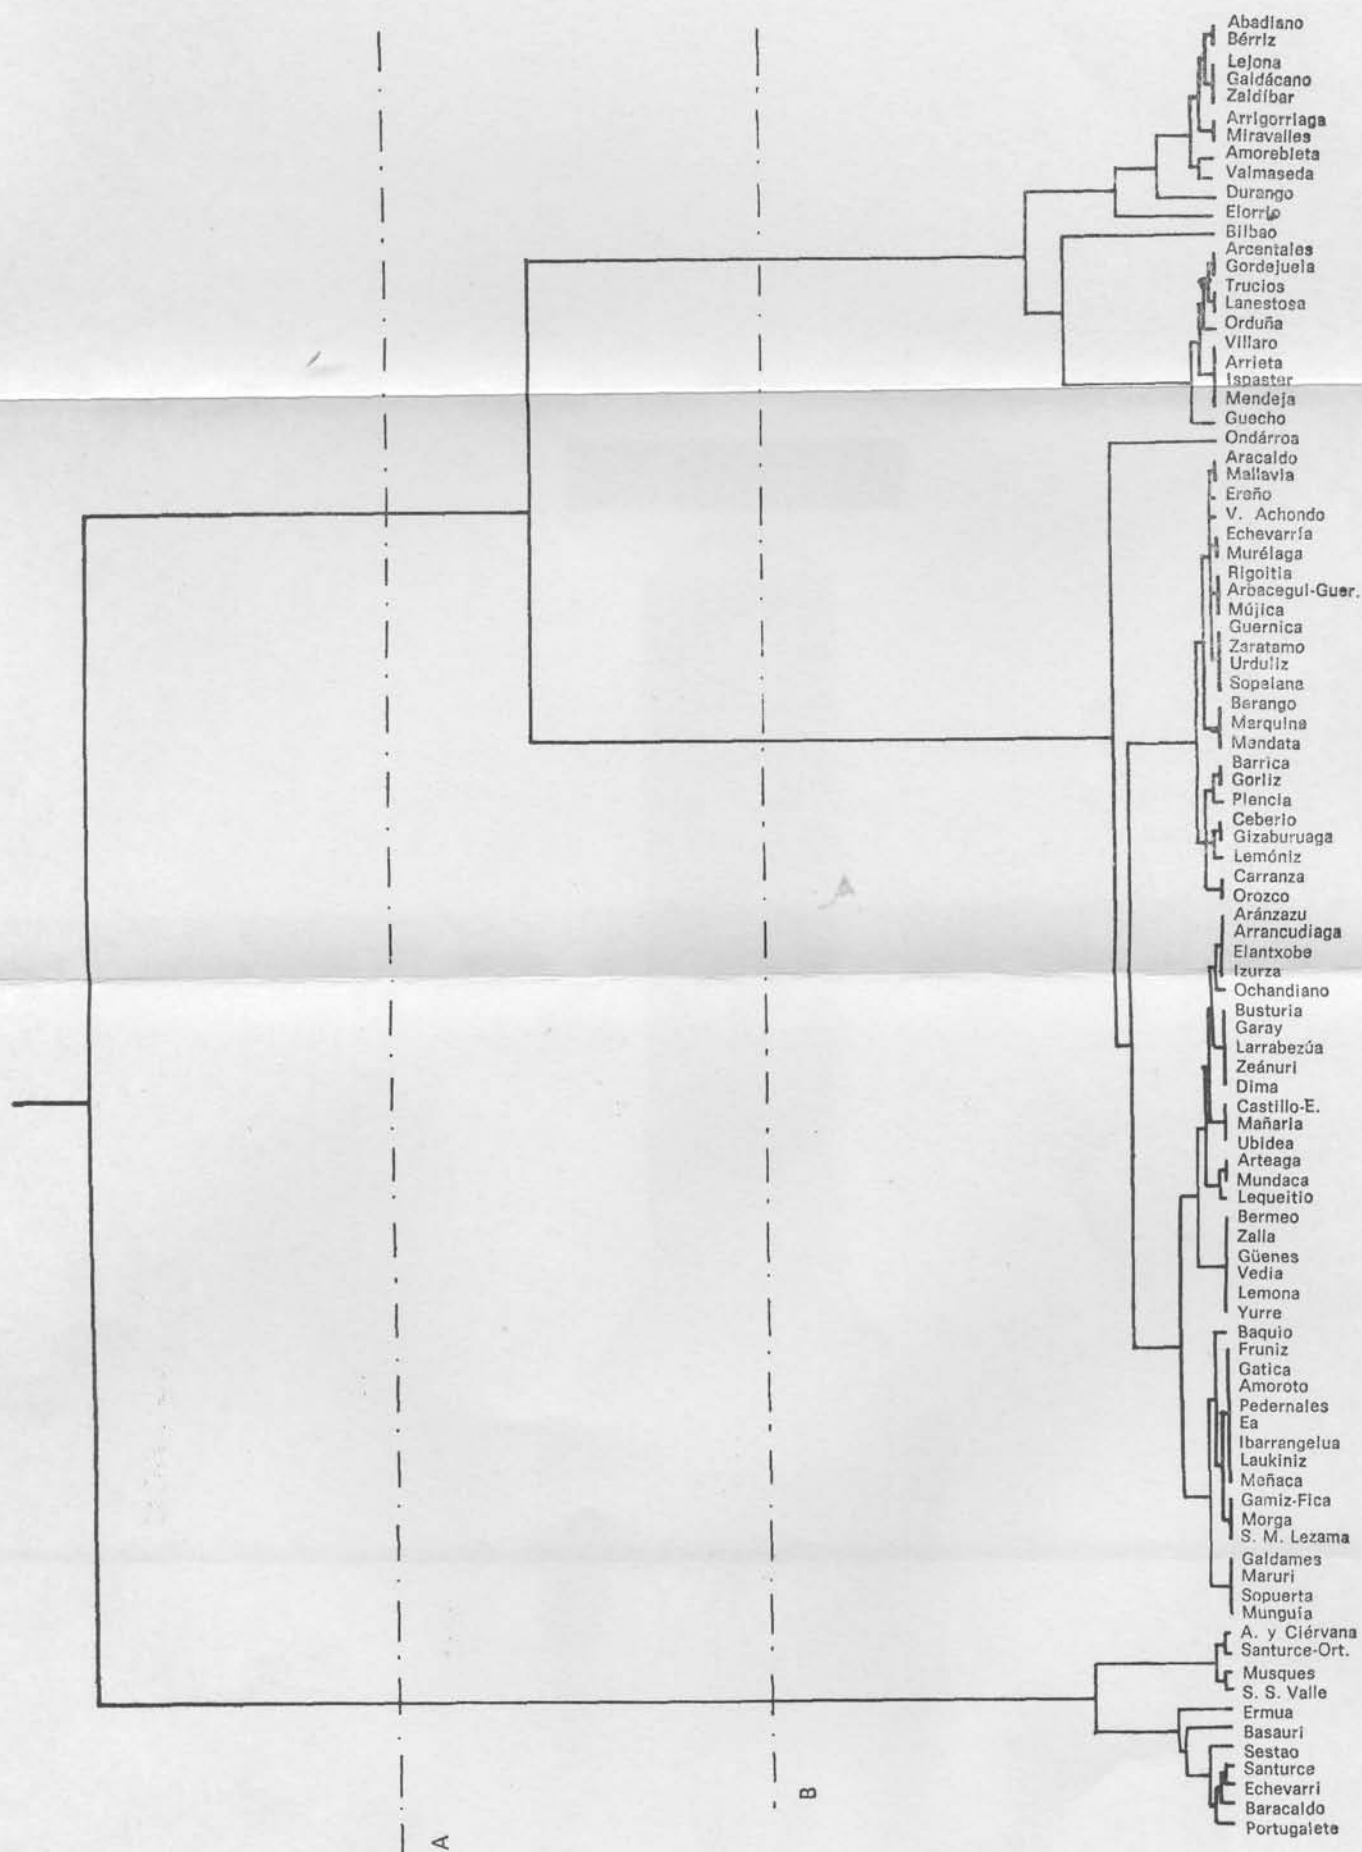 Abadiano
Bérriz
Lejona
Galdácano
Zaldíbar
Arrigorriaga
Miravalles
Amorebieta
Valmaseda
Durango
Elorrio
Bilbao
Arcentales
Gordejuela
Trucios
Lanestosa
Orduña
Villaro
Arrieta
Ispaster
Mendeja
Guecho
Ondárroa
Aracaldo
Mallavia
Ereño
V. Achondo
Echevarría
Murélaga
Rigoitia
Arbacegui-Guer.
Mújica
Guernica
Zaratamo
Urduliz
Sopelana
Berango
Marquina
Mendata
Barrica
Gorliz
Plencia
Ceberio
Gizaburuaga
Lemóniz
Carranza
Orozco
Aránzazu
Arrancudiaga
Elantxobe
Izurza
Ochandiano
Busturia
Garay
Larrabezúa
Zeánuri
Dima
Castillo-E.
Mañaria
Ubidea
Arteaga
Mundaca
Lequeitio
Bermeo
Zalla
Güenes
Vedia
Lemona
Yurre
Baquio
Fruniz
Gatica
Amoroto
Pedernales
Ea
Ibarrangelua
Laukiniz
Meñaca
Gamiz-Fica
Morga
S. M. Lezama
Galdames
Maruri
Sopuerta
Munguía
A. y Ciérvana
Santurce-Ort.
Musques
S. S. Valle
Ermua
Basauri
Sestao
Santurce
Echevarri
Baracaldo
Portugalete
B
A